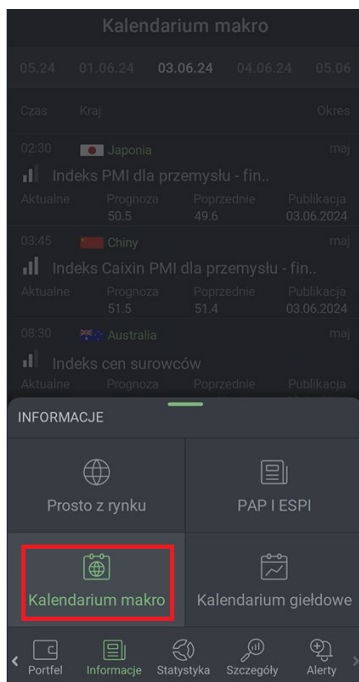 Kalendarium makro
05.24 01.06.24 03.06.24 04.06.24 05.06
Czas Kraj Okres
02:30 Japonia maj
Indeks PMI dla przemysłu - fin..
Aktualne Prognoza Poprzednie Publikacja
50.5 49.6 03.06.2024
03:45 Chiny maj
Indeks Caixin PMI dla przemysłu - fin..
Aktualne Prognoza Poprzednie Publikacja
51.5 51.4 03.06.2024
08:30 Australia maj
Indeks cen surowców
Aktualne Prognoza Poprzednie Publikacja
INFORMACJE
Prosto z rynku PAP I ESPI
Kalendarium makro Kalendarium giełdowe
Portfel Informacje Statystyka Szczegóły Alerty